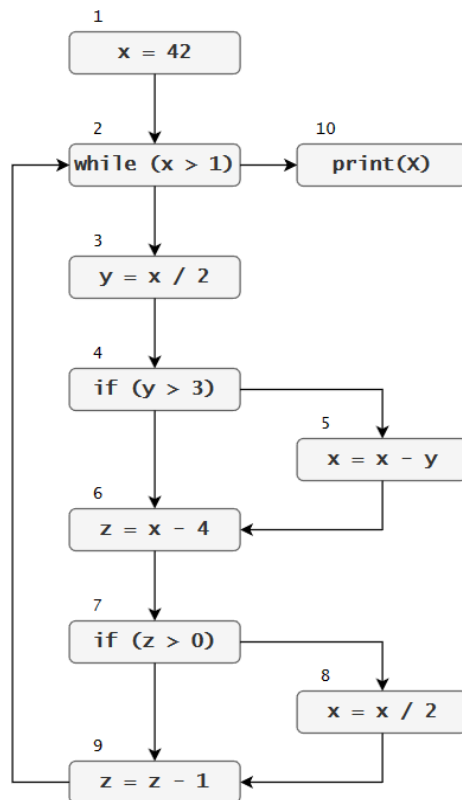 1
x = 42
2
while (x > 1)
10
print(X)
3
y = x / 2
4
if (y > 3)
5
x = x - y
6
z = x - 4
7
if (z > 0)
8
x = x / 2
9
z = z - 1